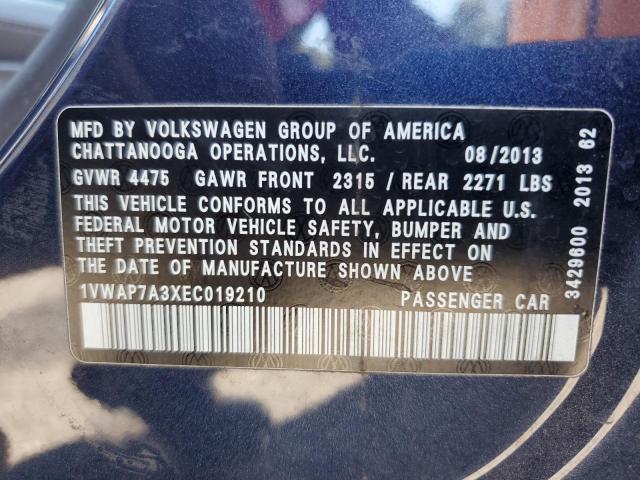 MFD BY VOLKSWAGEN GROUP OF AMERICA
CHATTANOOGA OPERATIONS, LLC. 08/2013
GVWR 4475 GAWR FRONT 2315 / REAR 2271 LBS
THIS VEHICLE CONFORMS TO ALL APPLICABLE U.S.
FEDERAL MOTOR VEHICLE SAFETY, BUMPER AND
THEFT PREVENTION STANDARDS IN EFFECT ON
THE DATE OF MANUFACTURE SHOWN ABOVE
1VWAP7A3XEC019210 PASSENGER CAR
3429600 2013 62